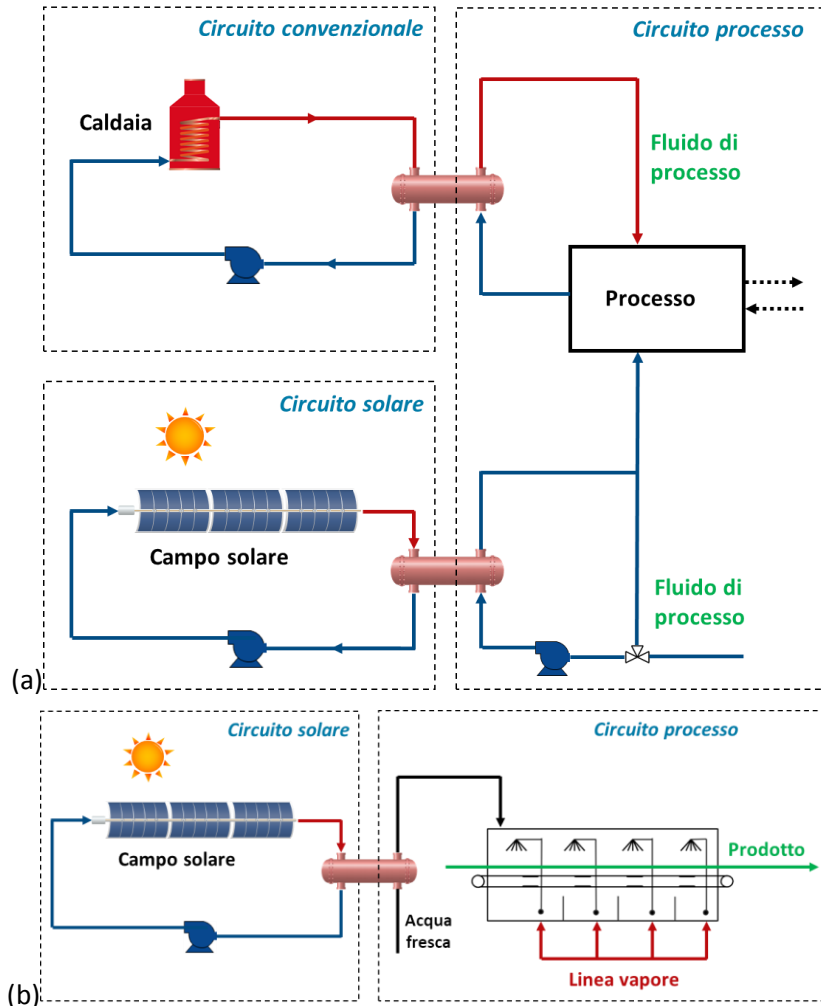 Circuito convenzionale
Caldaia
Circuito processo
Fluido di
processo
Processo
Circuito solare
Campo solare
Fluido di
processo
(a)
Circuito solare
Campo solare
Circuito processo
Prodotto
Acqua
fresca
Linea vapore
(b)